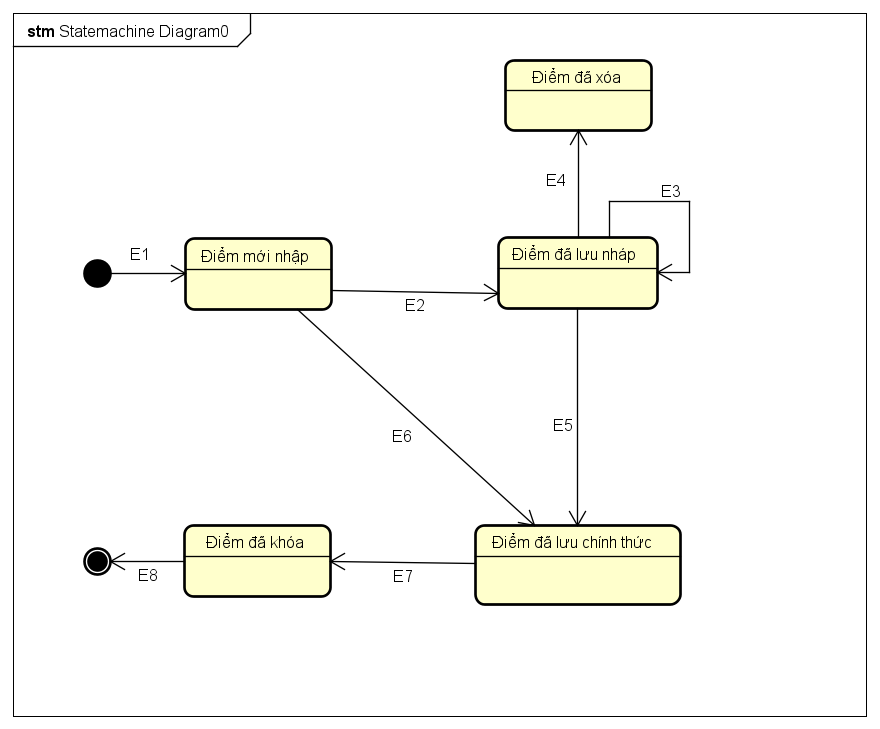 stm Statemachine Diagram0
Điểm đã xóa
E4
E3
E1
Điểm mới nhập
Điểm đã lưu nháp
E2
E5
E6
Điểm đã khóa
Điểm đã lưu chính thức
E8
E7